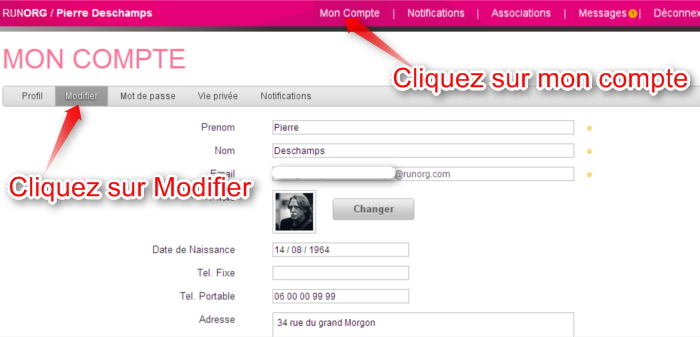 RUNORG / Pierre Deschamps
Mon Compte | Notifications | Associations | Messages | Déconnex
MON COMPTE
Cliquez sur mon compte
Profil Modifier Mot de passe Vie privée Notifications
Prenom Pierre
Nom Deschamps
Email @runorg.com
Cliquez sur Modifier
Changer
Date de Naissance 14 / 08 / 1964
Tel. Fixe
Tel. Portable 06 00 00 99 99
Adresse 34 rue du grand Morgon